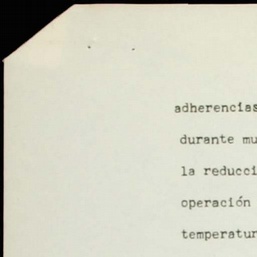 adherencias
durante mu
la reducci
operación
temperatur